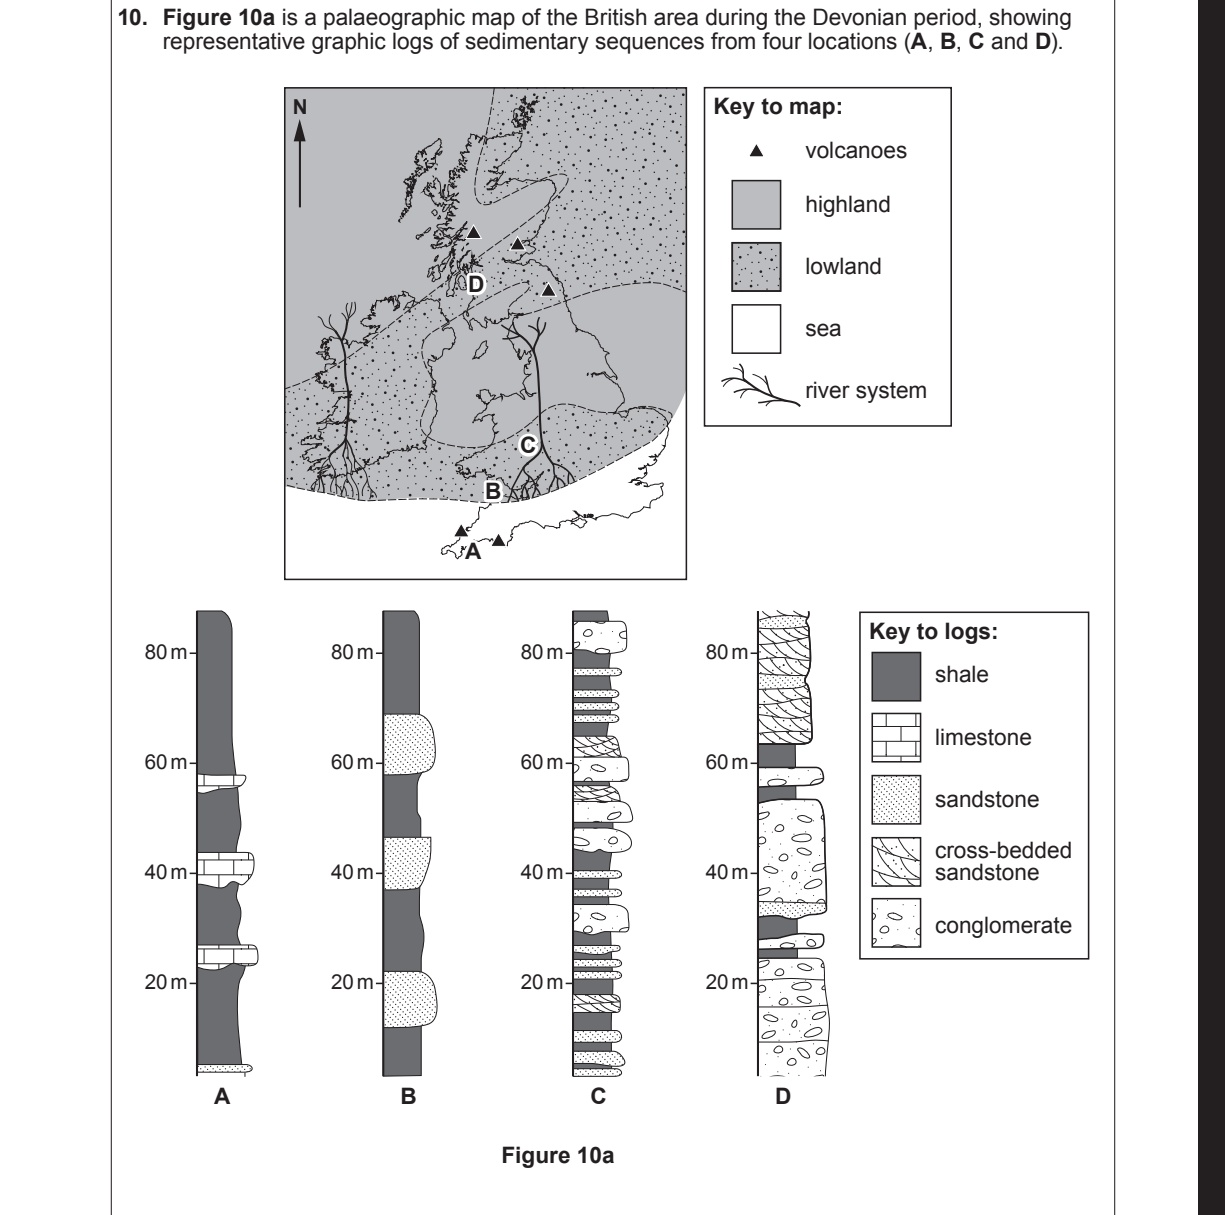 10. Figure 10a is a palaeographic map of the British area during the Devonian period, showing
representative graphic logs of sedimentary sequences from four locations (A, B, C and D).
N
D
C
B
A
Key to map:
volcanoes
highland
lowland
sea
river system
80 m
60 m
40 m
20 m
A
80 m
60 m
40 m
20 m
B
80 m
60 m
40 m
20 m
C
80 m
60 m
40 m
20 m
D
Key to logs:
shale
limestone
sandstone
cross-bedded
sandstone
conglomerate
Figure 10a